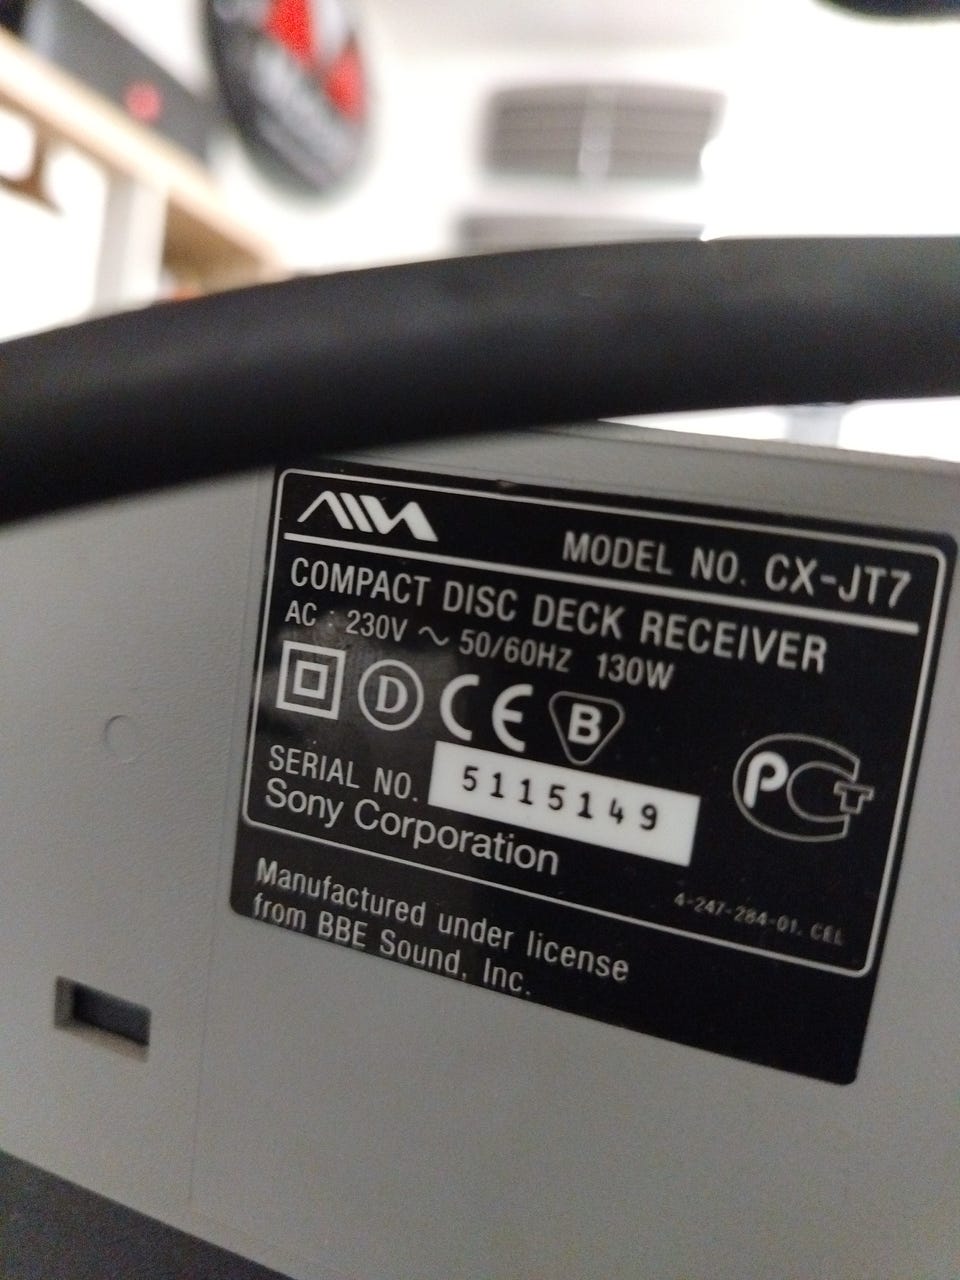 AIWA
MODEL NO. CX-JT7
COMPACT DISC DECK RECEIVER
AC : 230V ~ 50/60HZ 130W
D CE B
PCT
SERIAL NO. 5115149
Sony Corporation
4-247-284-01. CEL
Manufactured under license
from BBE Sound, Inc.